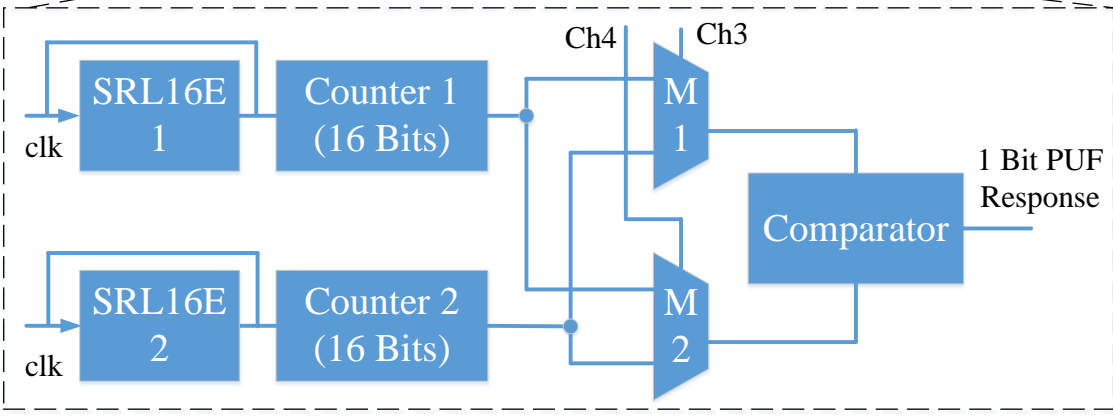 Ch4
Ch3
SRL16E
1
clk
Counter 1
(16 Bits)
M
1
1 Bit PUF
Response
Comparator
SRL16E
2
clk
Counter 2
(16 Bits)
M
2